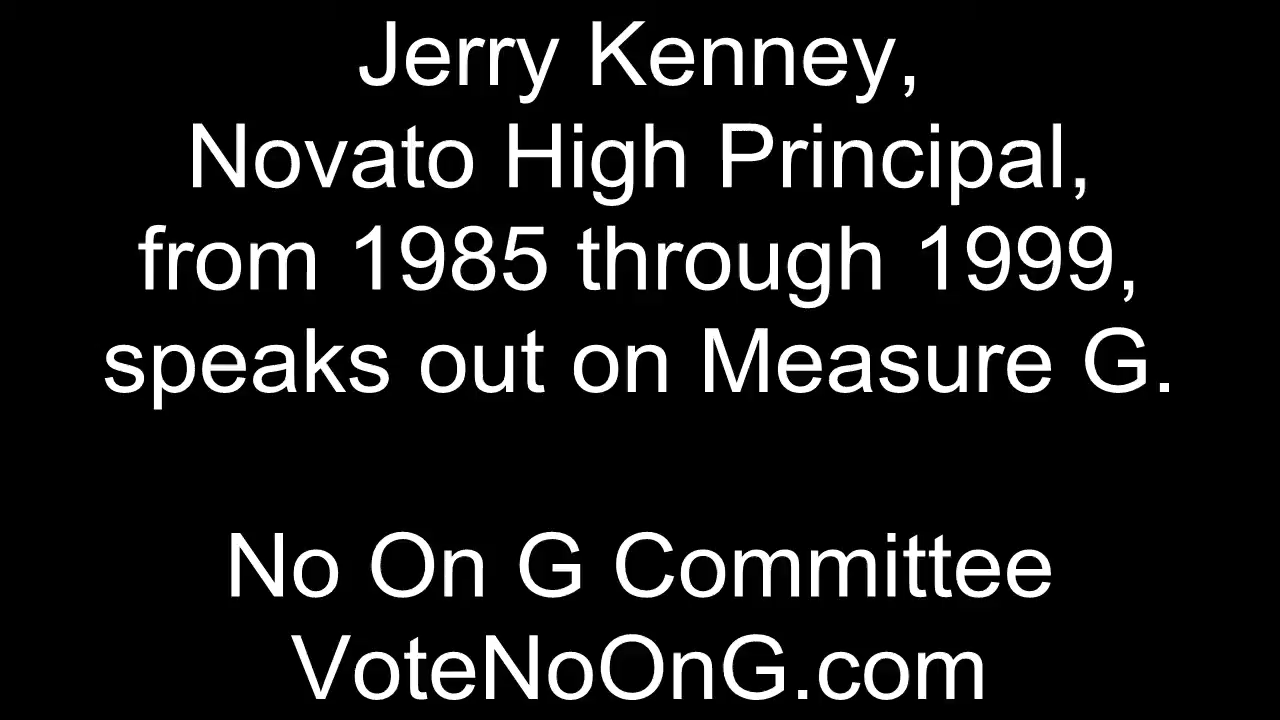 Jerry Kenney,
Novato High Principal,
from 1985 through 1999,
speaks out on Measure G.
No On G Committee
VoteNoOnG.com